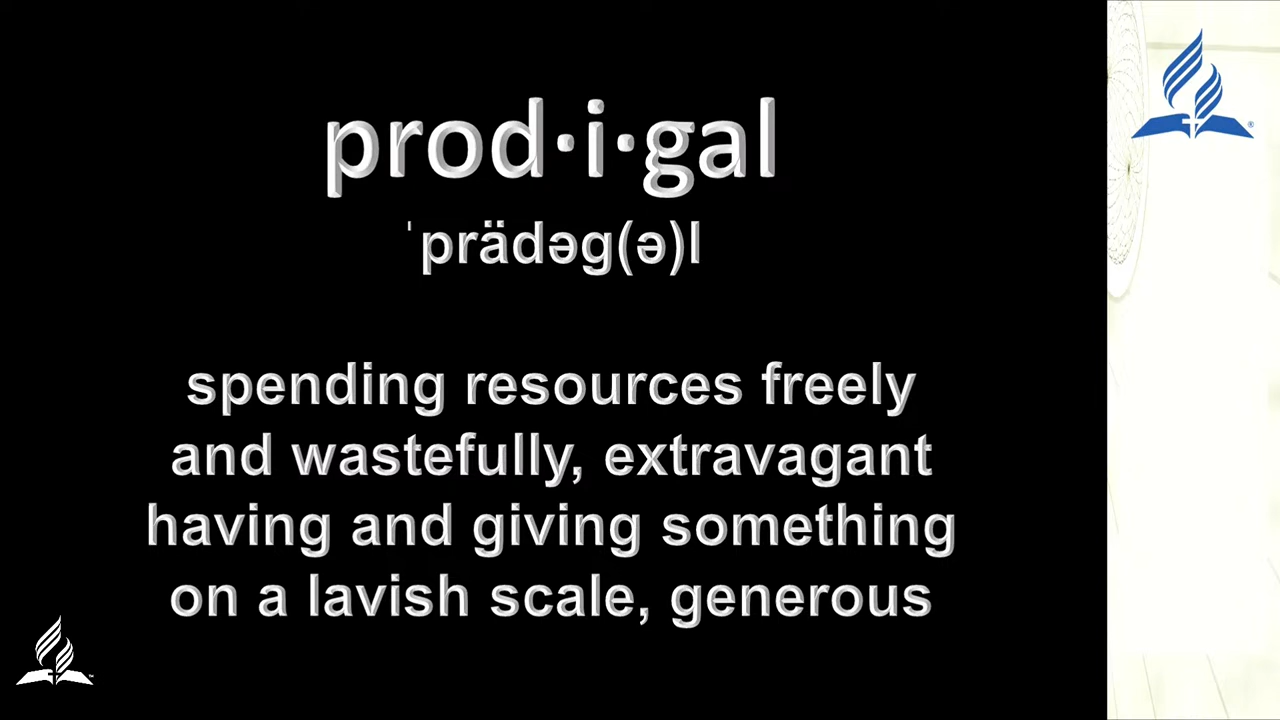 prod·i·gal
ˈprädəg(ə)l
spending resources freely
and wastefully, extravagant
having and giving something
on a lavish scale, generous